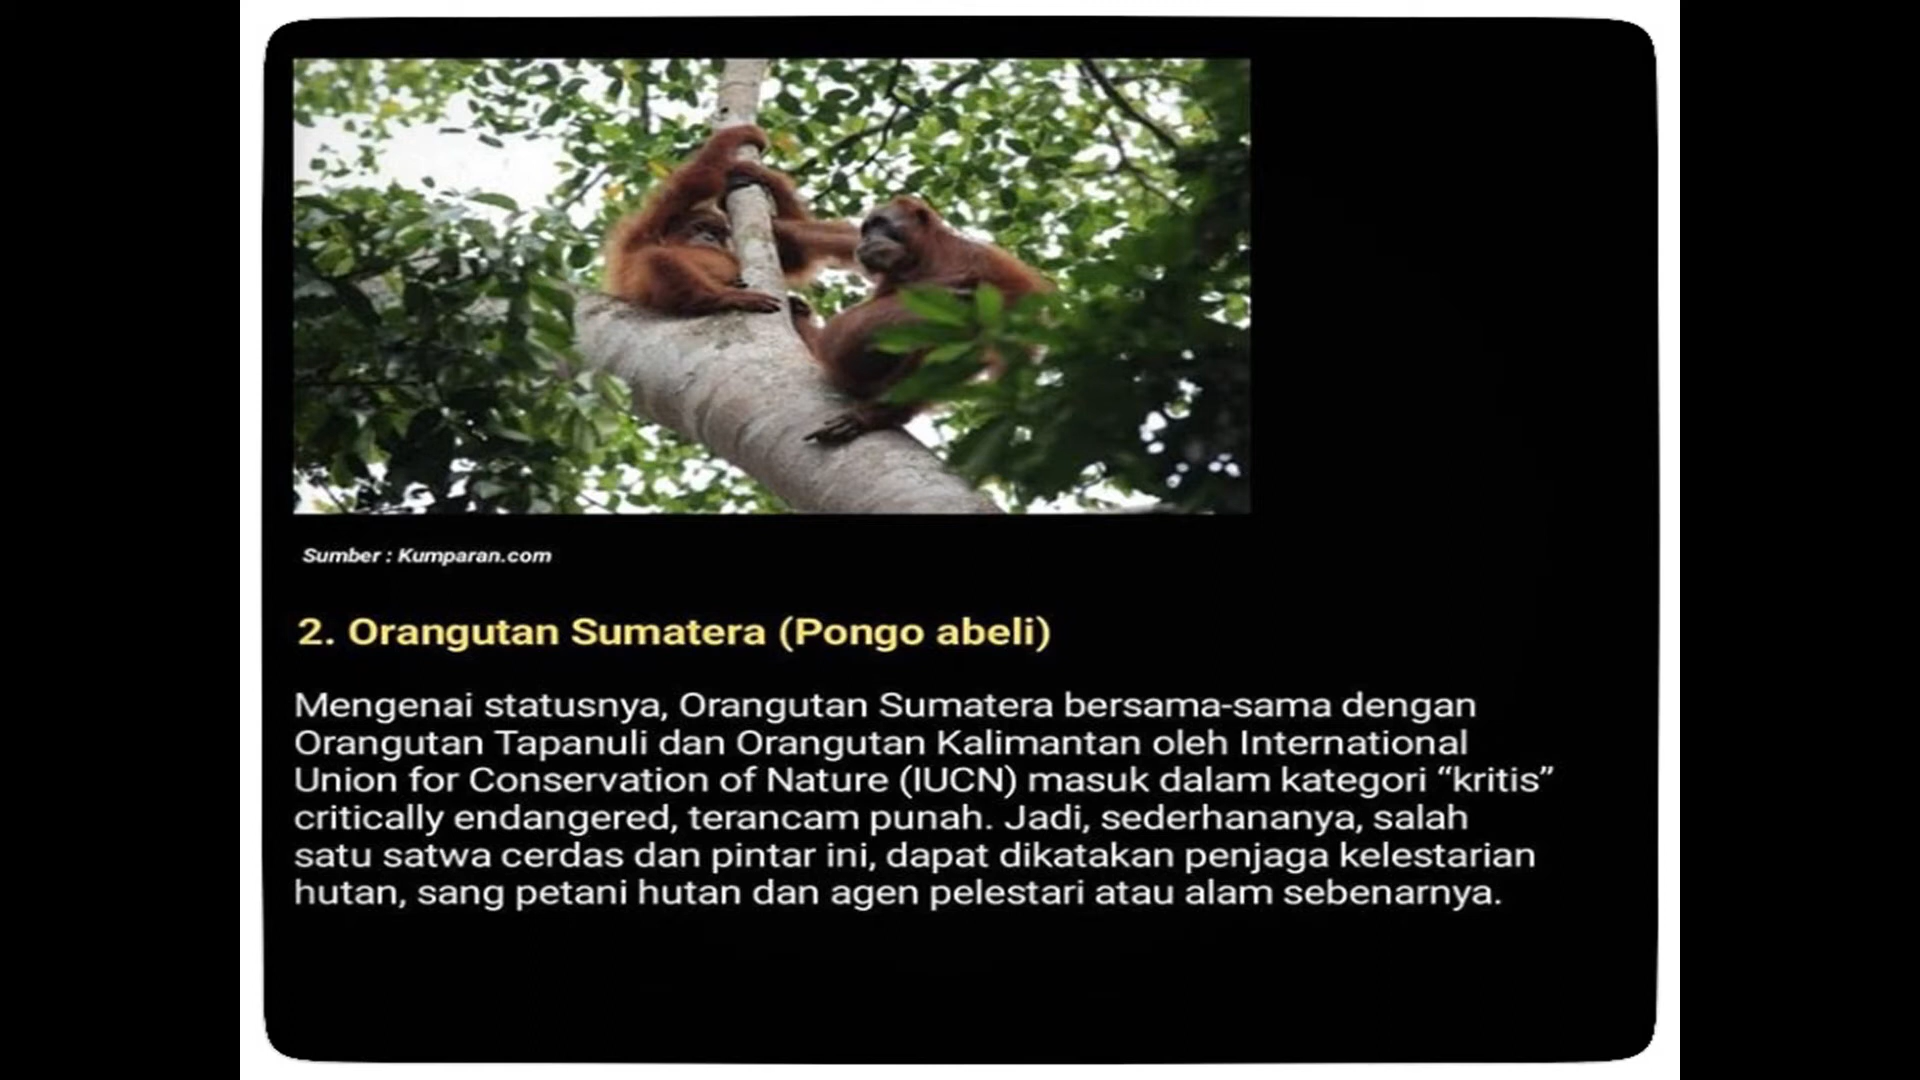 Sumber : Kumparan.com
2. Orangutan Sumatera (Pongo abeli)
Mengenai statusnya, Orangutan Sumatera bersama-sama dengan
Orangutan Tapanuli dan Orangutan Kalimantan oleh International
Union for Conservation of Nature (IUCN) masuk dalam kategori “kritis”
critically endangered, terancam punah. Jadi, sederhananya, salah
satu satwa cerdas dan pintar ini, dapat dikatakan penjaga kelestarian
hutan, sang petani hutan dan agen pelestari atau alam sebenarnya.